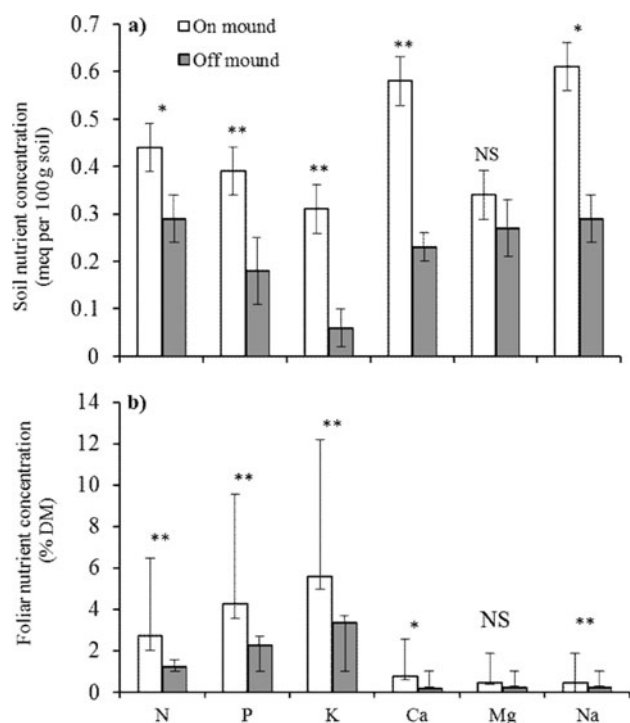 a)
On mound
Off mound
Soil nutrient concentration
(meq per 100g soil)
0.7
0.6
0.5
0.4
0.3
0.2
0.1
0
*
**
**
**
NS
*
b)
Foliar nutrient concentration
(% DM)
14
12
10
8
6
4
2
0
**
**
**
*
NS
**
N P K Ca Mg Na